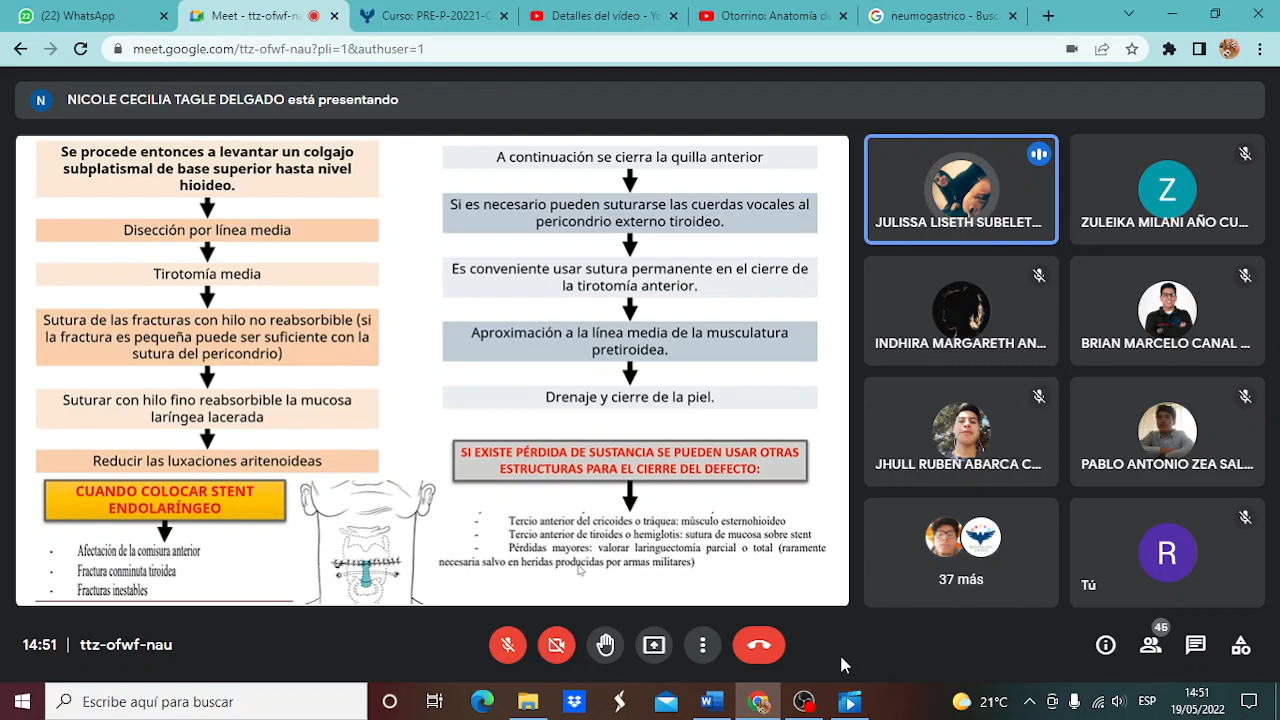 (22) WhatsApp
Meet - ttz-ofwf-n
Curso: PRE-P-20221-C
Detalles del vídeo - Yo
Otorrino: Anatomía de
neumogastrico - Busc
meet.google.com/ttz-ofwf-nau?pli=1&authuser=1
N
NICOLE CECILIA TAGLE DELGADO está presentando
Se procede entonces a levantar un colgajo
subplatismal de base superior hasta nivel
hioideo.
Disección por línea media
Tirotomía media
Sutura de las fracturas con hilo no reabsorbible (si
la fractura es pequeña puede ser suficiente con la
sutura del pericondrio)
Suturar con hilo fino reabsorbible la mucosa
laríngea lacerada
Reducir las luxaciones aritenoideas
CUANDO COLOCAR STENT
ENDOLARÍNGEO
· Afectación de la comisura anterior
· Fractura conminuta tiroidea
· Fracturas inestables
A continuación se cierra la quilla anterior
Si es necesario pueden suturarse las cuerdas vocales al
pericondrio externo tiroideo.
Es conveniente usar sutura permanente en el cierre de
la tirotomía anterior.
Aproximación a la línea media de la musculatura
pretiroidea.
Drenaje y cierre de la piel.
SI EXISTE PÉRDIDA DE SUSTANCIA SE PUEDEN USAR OTRAS
ESTRUCTURAS PARA EL CIERRE DEL DEFECTO:
- Tercio anterior del cricoides o tráquea: músculo esternohioideo
- Tercio anterior de tiroides o hemiglotis: sutura de mucosa sobre stent
- Pérdidas mayores: valorar laringuectomía parcial o total (raramente
necesaria salvo en heridas producidas por armas militares)
JULISSA LISETH SUBELET...
Z
ZULEIKA MILANI AÑO CU...
INDHIRA MARGARETH AN...
BRIAN MARCELO CANAL ...
JHULL RUBEN ABARCA C...
PABLO ANTONIO ZEA SAL...
37 más
R
Tú
14:51 | ttz-ofwf-nau
45
Escribe aquí para buscar
21°C
ESP
14:51
19/05/2022